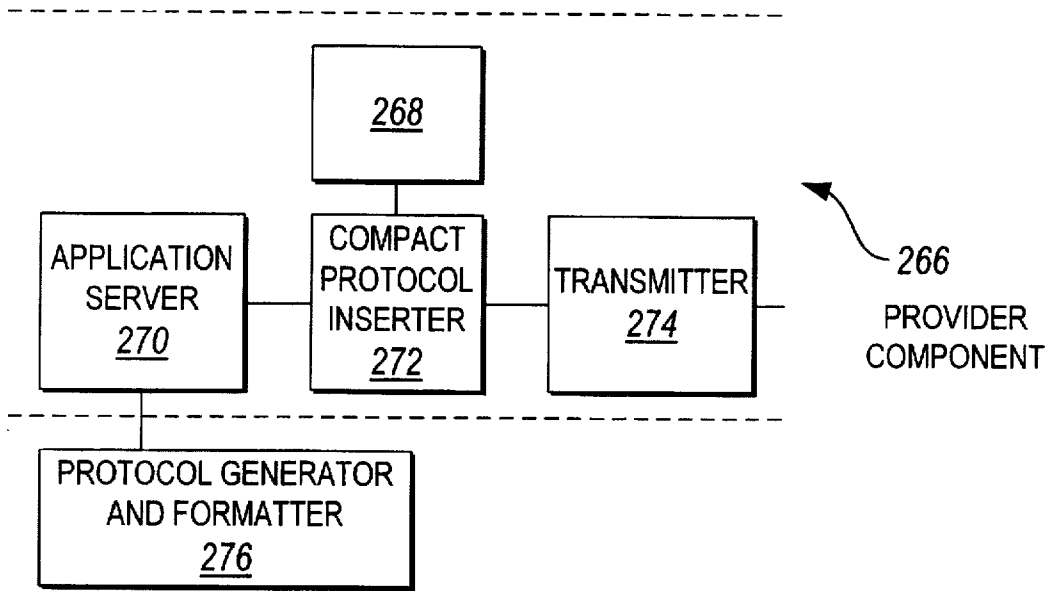 268
APPLICATION
SERVER
270
COMPACT
PROTOCOL
INSERTER
272
TRANSMITTER
274
266
PROVIDER
COMPONENT
PROTOCOL GENERATOR
AND FORMATTER
276